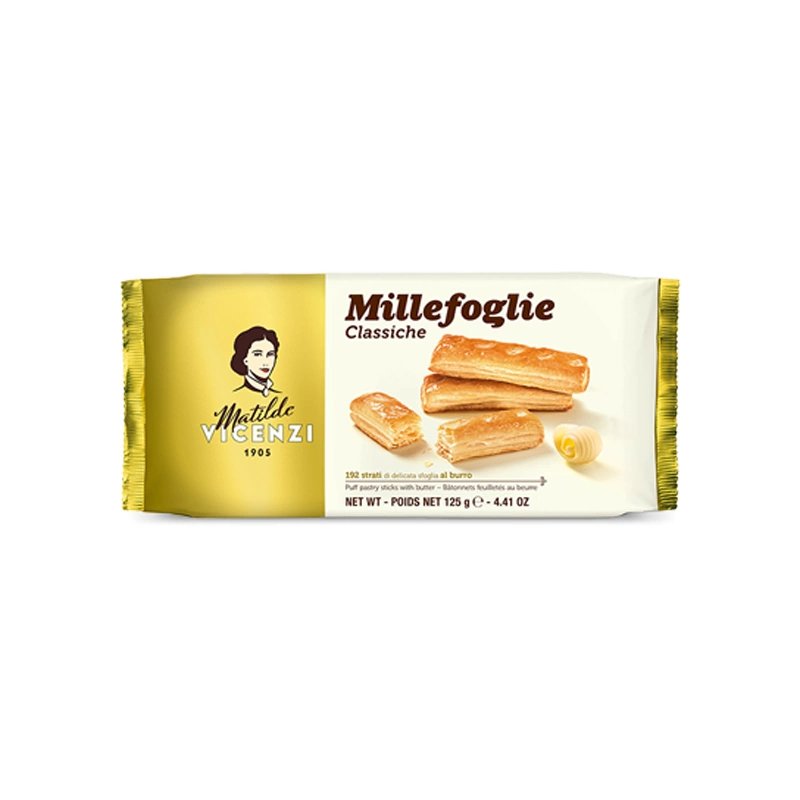 Matilde
VICENZI
1905
Millefoglie
Classiche
192 strati di delicata sfoglia al burro
Puff pastry sticks with butter – Bâtonnets feuilletés au beurre
NET WT - POIDS NET 125 g ℮ - 4.41 OZ